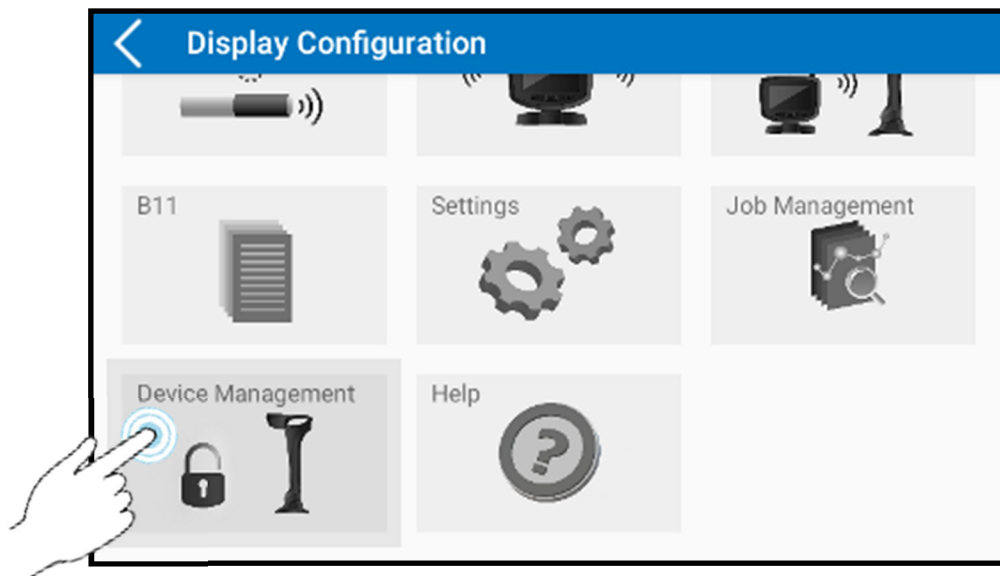 Display Configuration
B11
Settings
Job Management
Device Management
Help
?